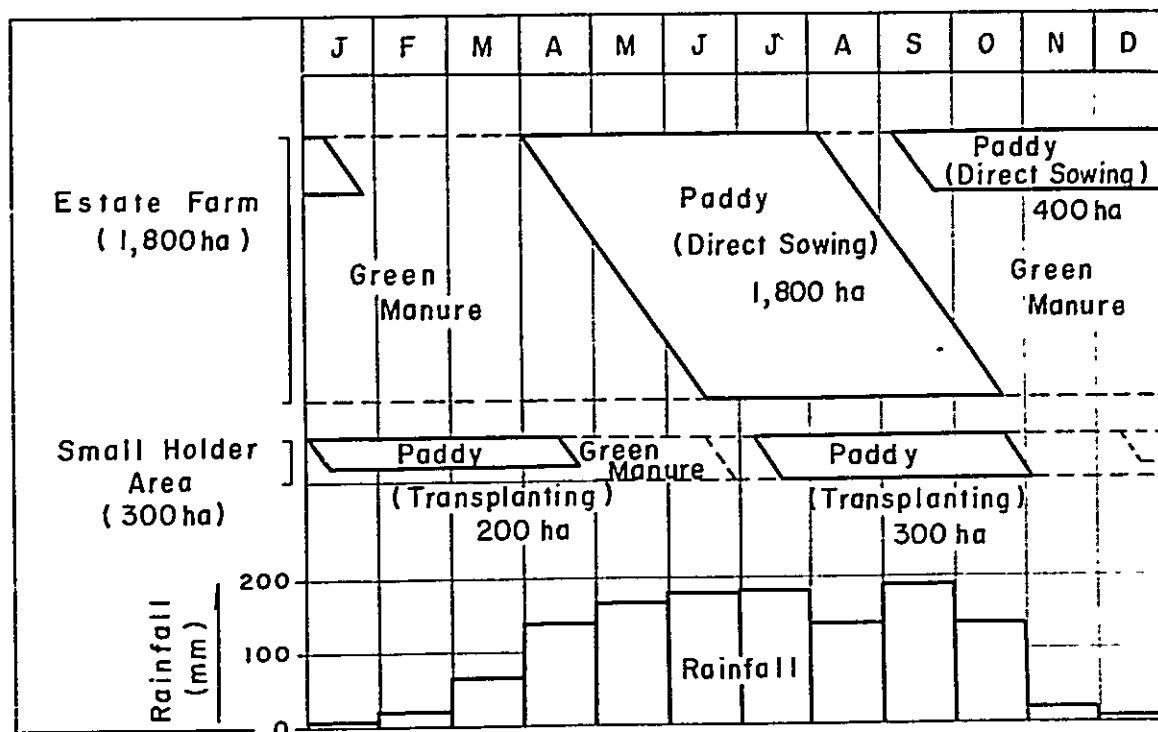 J F M A M J J A S O N D
Estate Farm
(1,800 ha)
Green
Manure
Paddy
(Direct Sowing)
1,800 ha
Paddy
(Direct Sowing)
400 ha
Green
Manure
Small Holder
Area
(300 ha)
Paddy
(Transplanting)
200 ha
Green
Manure
Paddy
(Transplanting)
300 ha
Rainfall
(mm)
200
100
0
Rainfall